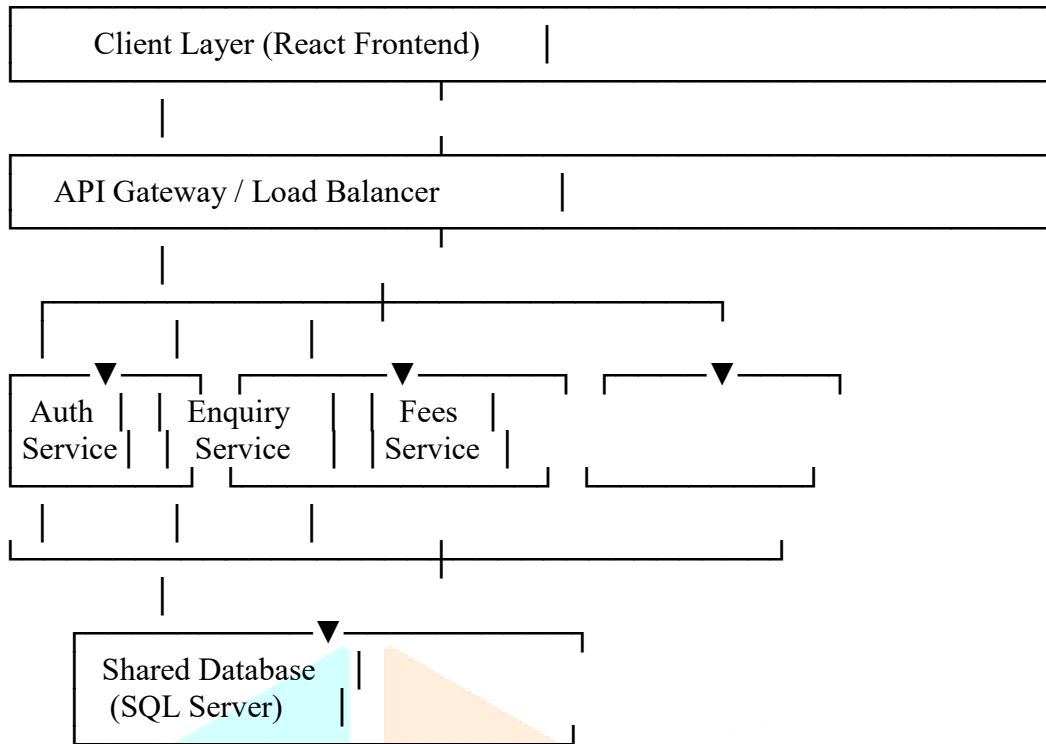 Client Layer (React Frontend)
API Gateway / Load Balancer
Auth Enquiry Fees
Service Service Service
Shared Database
(SQL Server)